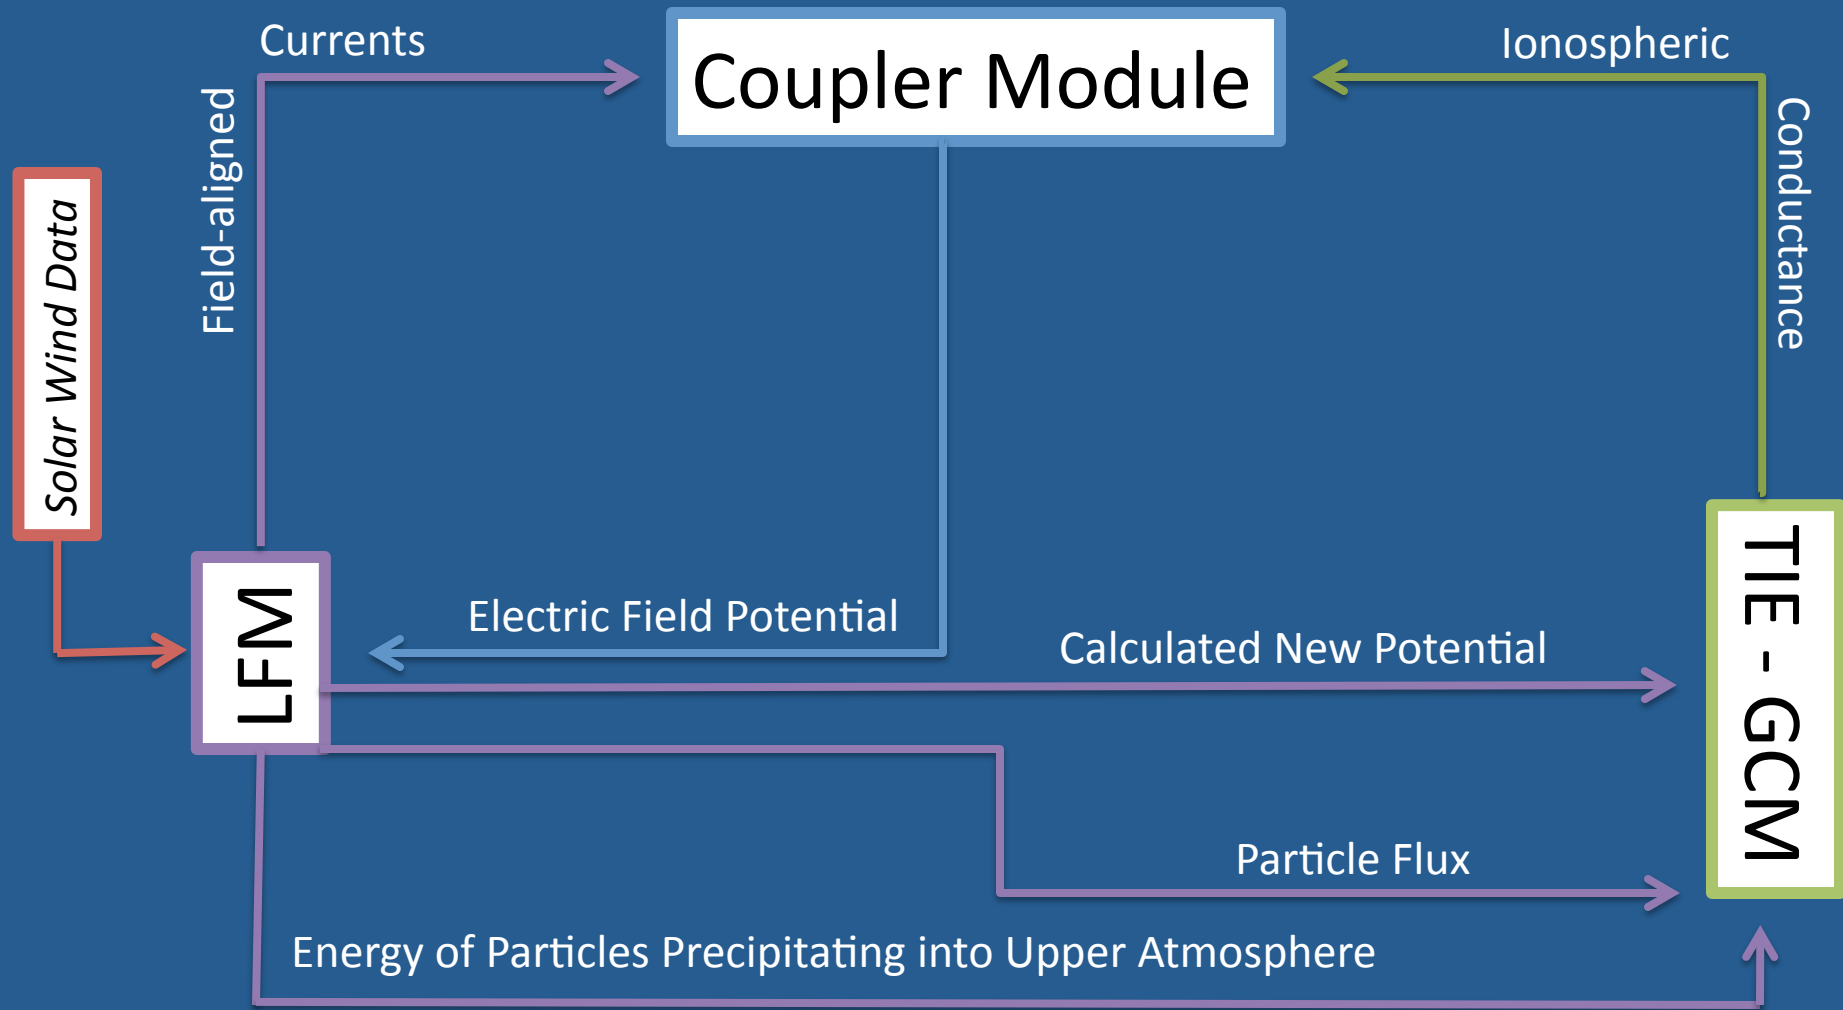 Currents
Coupler Module
Ionospheric
Field-aligned
Conductance
Solar Wind Data
LFM
Electric Field Potential
Calculated New Potential
TIE - GCM
Particle Flux
Energy of Particles Precipitating into Upper Atmosphere